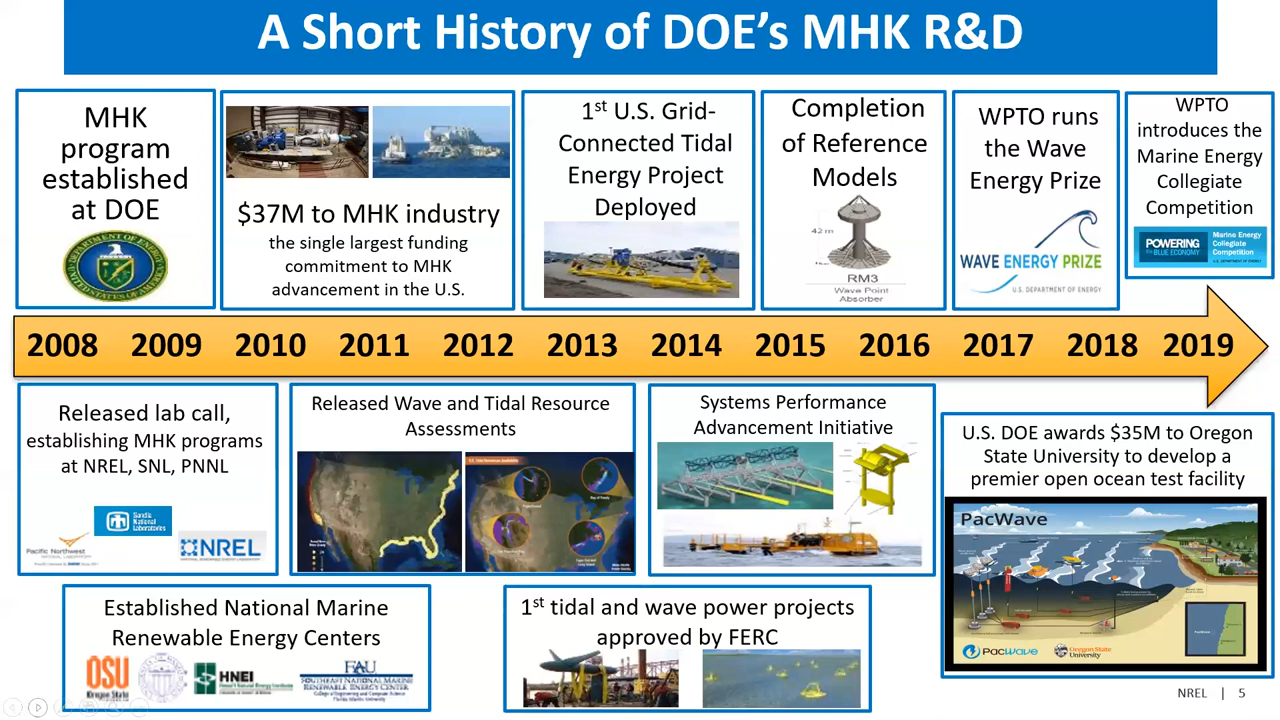 A Short History of DOE’s MHK R&D
MHK
program
established
at DOE
$37M to MHK industry
the single largest funding
commitment to MHK
advancement in the U.S.
1st U.S. Grid-
Connected Tidal
Energy Project
Deployed
Completion
of Reference
Models
42 m
RM3
Wave Point
Absorber
WPTO runs
the Wave
Energy Prize
WAVE ENERGY PRIZE
U.S. DEPARTMENT OF ENERGY
WPTO
introduces the
Marine Energy
Collegiate
Competition
POWERING
Marine Energy
Collegiate
Competition
2008 2009 2010 2011 2012 2013 2014 2015 2016 2017 2018 2019
Released lab call,
establishing MHK programs
at NREL, SNL, PNNL
Sandia
National
Laboratories
Pacific Northwest
NREL
Released Wave and Tidal Resource
Assessments
Systems Performance
Advancement Initiative
U.S. DOE awards $35M to Oregon
State University to develop a
premier open ocean test facility
PacWave
PacWave
Oregon State
University
Established National Marine
Renewable Energy Centers
OSU
Oregon State
HNEI
FAU
SOUTHEAST NATIONAL MARINE
RENEWABLE ENERGY CENTER
1st tidal and wave power projects
approved by FERC
NREL | 5